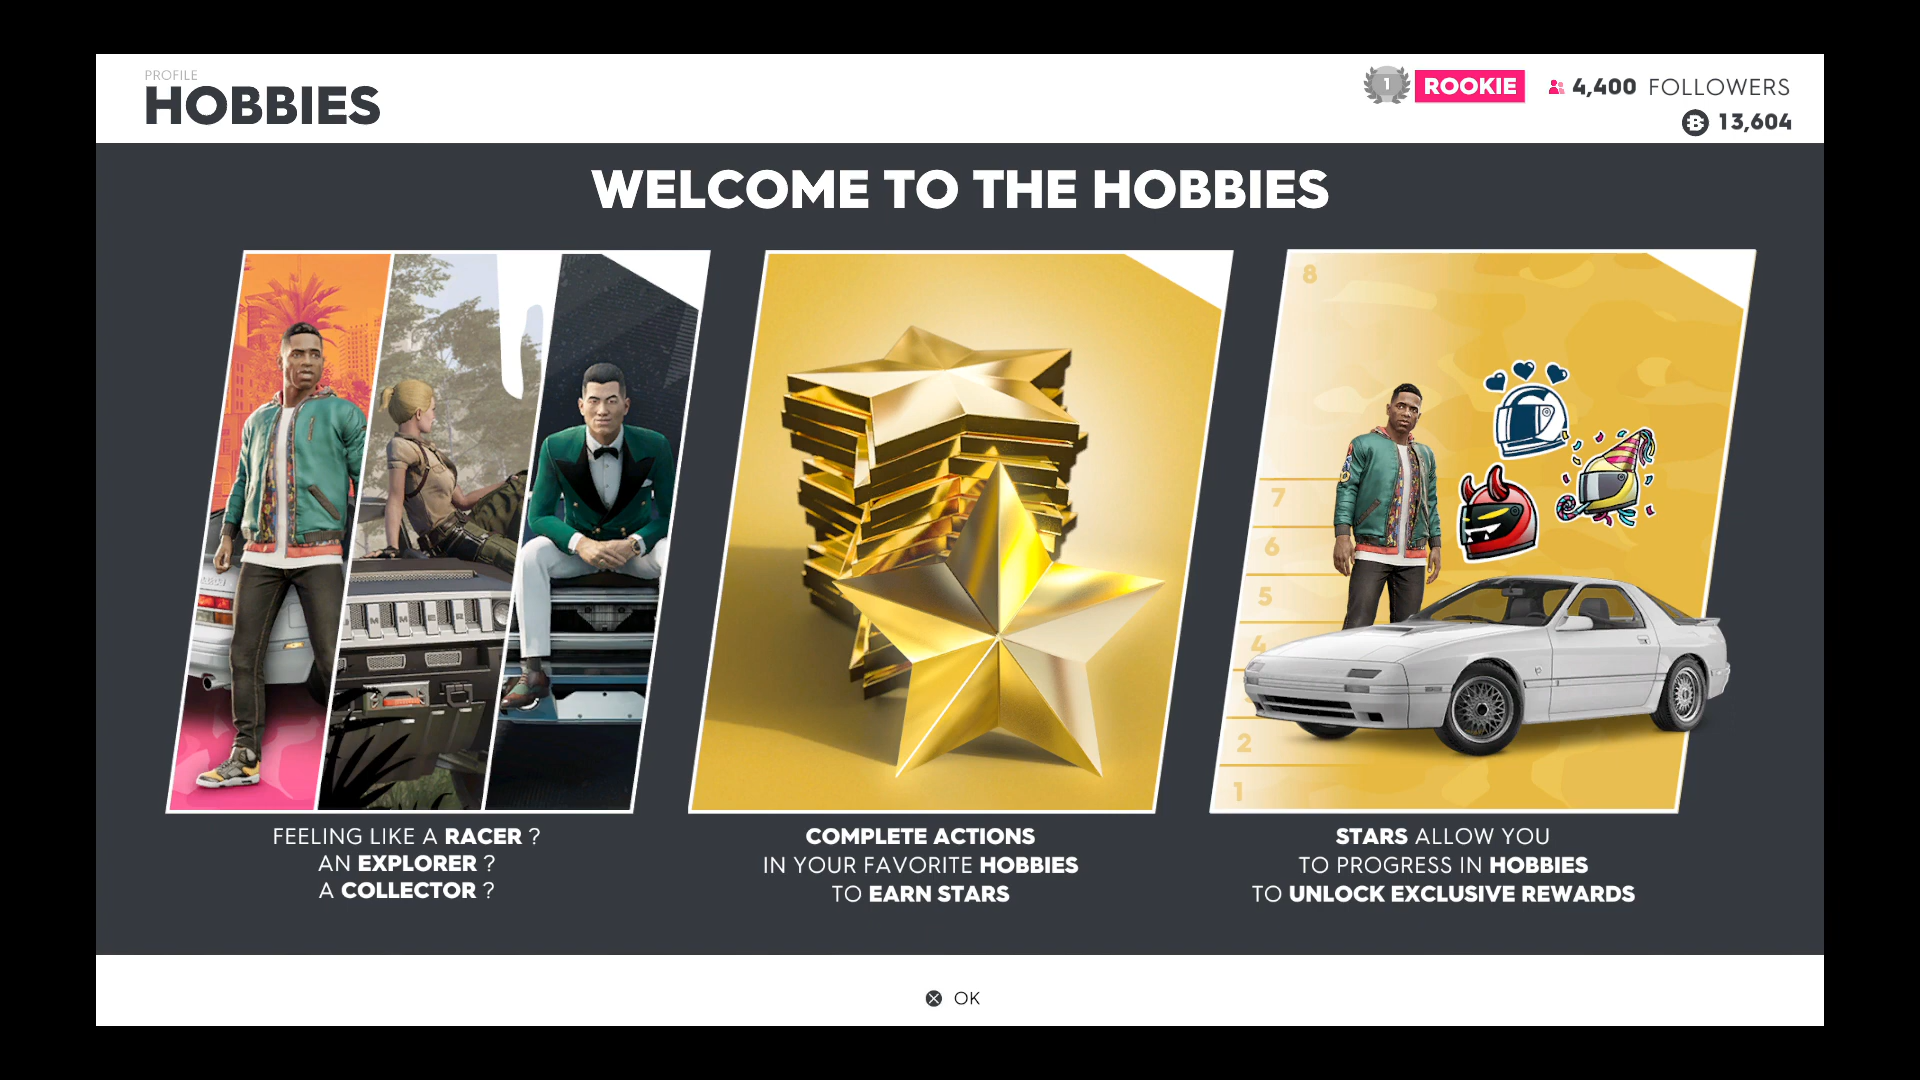 PROFILE
HOBBIES
1
ROOKIE
4,400 FOLLOWERS
13,604
WELCOME TO THE HOBBIES
8
7
6
5
4
2
1
FEELING LIKE A RACER ?
AN EXPLORER ?
A COLLECTOR ?
COMPLETE ACTIONS
IN YOUR FAVORITE HOBBIES
TO EARN STARS
STARS ALLOW YOU
TO PROGRESS IN HOBBIES
TO UNLOCK EXCLUSIVE REWARDS
OK